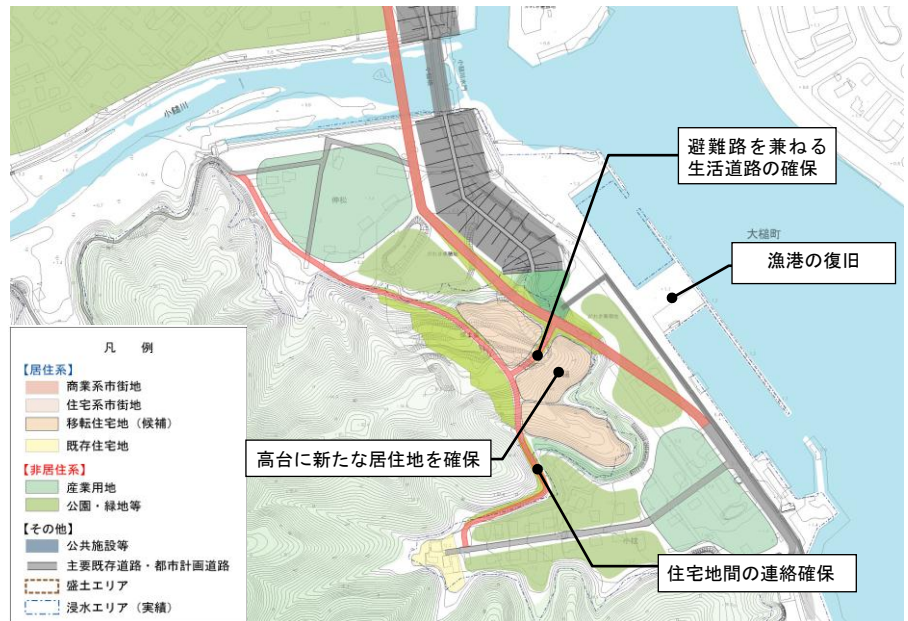 小鎚川
避難路を兼ねる
生活道路の確保
大槌町
漁港の復旧
高台に新たな居住地を確保
住宅地間の連絡確保
凡 例
【居住系】
商業系市街地
住宅系市街地
移転住宅地（候補）
既存住宅地
【非居住系】
産業用地
公園・緑地等
【その他】
公共施設等
主要既存道路・都市計画道路
盛土エリア
浸水エリア（実績）